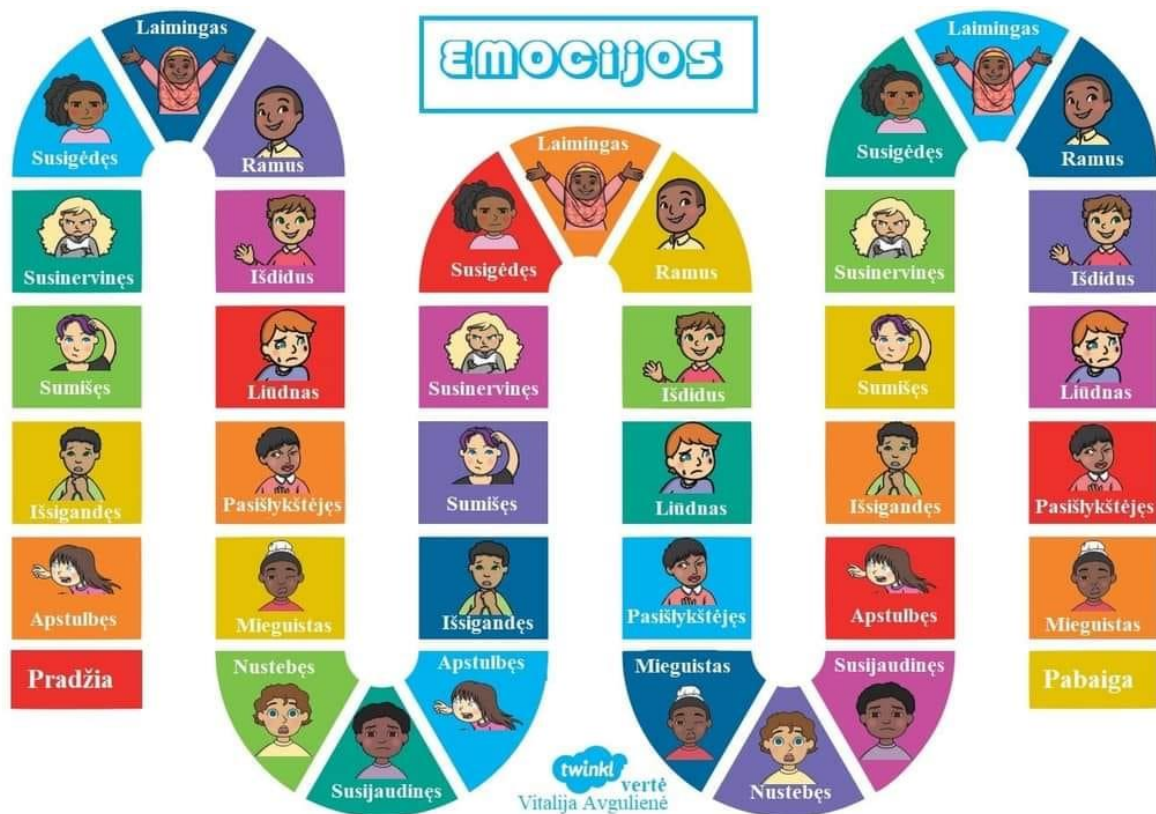 EMOCIJOS
Pradžia
Apstulbęs
Išsigandęs
Sumišęs
Susinervinęs
Susigėdęs
Laimingas
Ramus
Išdidus
Liūdnas
Pasišlykštėjęs
Mieguistas
Nustebęs
Susijaudinęs
Apstulbęs
Išsigandęs
Sumišęs
Susinervinęs
Susigėdęs
Laimingas
Ramus
Išdidus
Liūdnas
Pasišlykštėjęs
Mieguistas
Nustebęs
Susijaudinęs
Apstulbęs
Išsigandęs
Sumišęs
Susinervinęs
Susigėdęs
Laimingas
Ramus
Išdidus
Liūdnas
Pasišlykštėjęs
Mieguistas
Pabaiga
twinkl
vertė
Vitalija Avgulienė